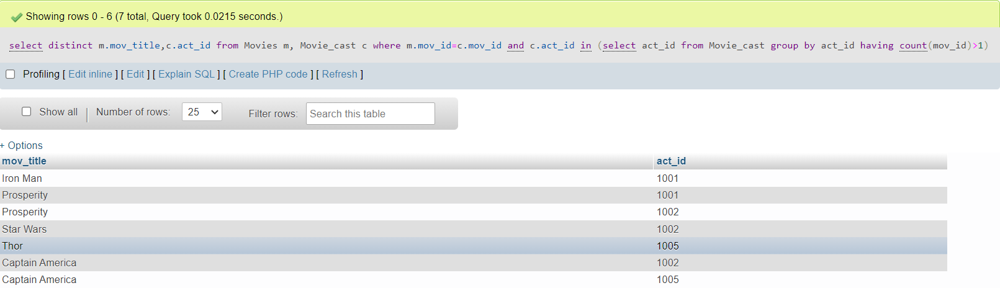 Showing rows 0 - 6 (7 total, Query took 0.0215 seconds.)
select distinct m.mov_title,c.act_id from Movies m, Movie_cast c where m.mov_id=c.mov_id and c.act_id in (select act_id from Movie_cast group by act_id having count(mov_id)>1)
Profiling [ Edit inline ] [ Edit ] [ Explain SQL ] [ Create PHP code ] [ Refresh ]
Show all Number of rows: 25 Filter rows: Search this table
+ Options
mov_title act_id
Iron Man 1001
Prosperity 1001
Prosperity 1002
Star Wars 1002
Thor 1005
Captain America 1002
Captain America 1005